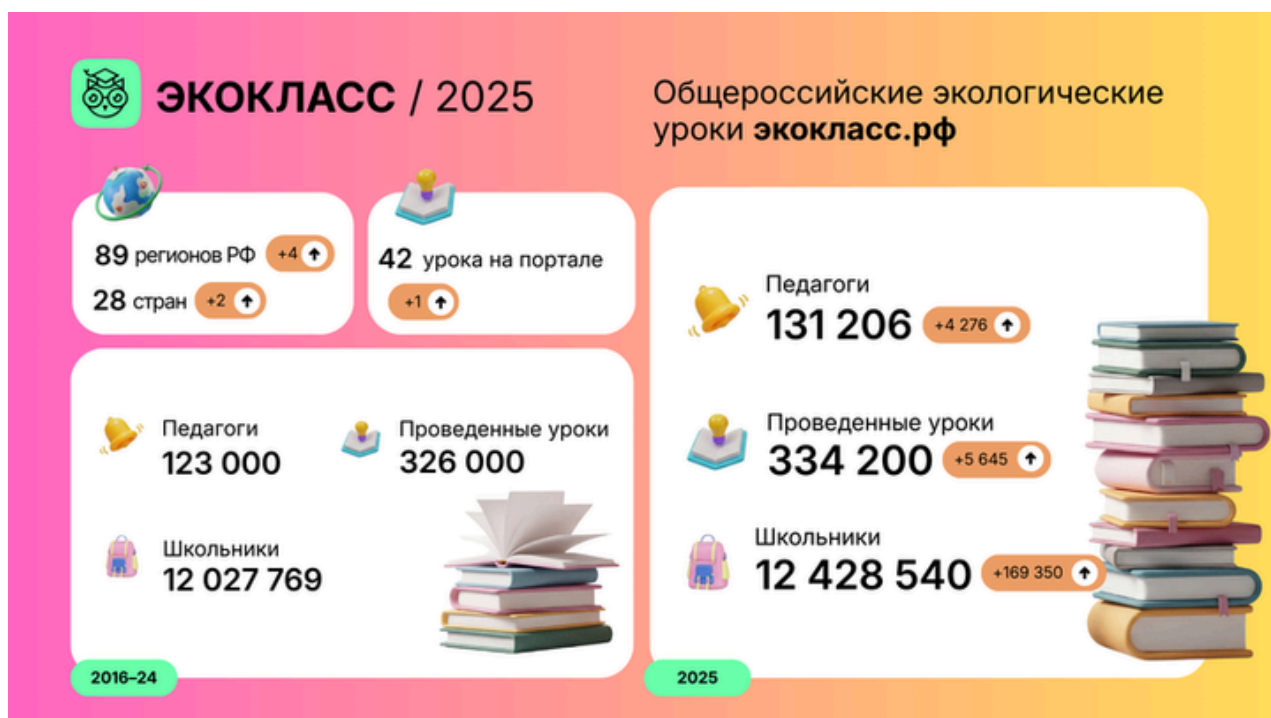 ЭКОКЛАСС / 2025
Общероссийские экологические
уроки экокласс.рф
89 регионов РФ +4
28 стран +2
42 урока на портале
+1
Педагоги
123 000
Проведенные уроки
326 000
Школьники
12 027 769
2016–24
Педагоги
131 206 +4 276
Проведенные уроки
334 200 +5 645
Школьники
12 428 540 +169 350
2025